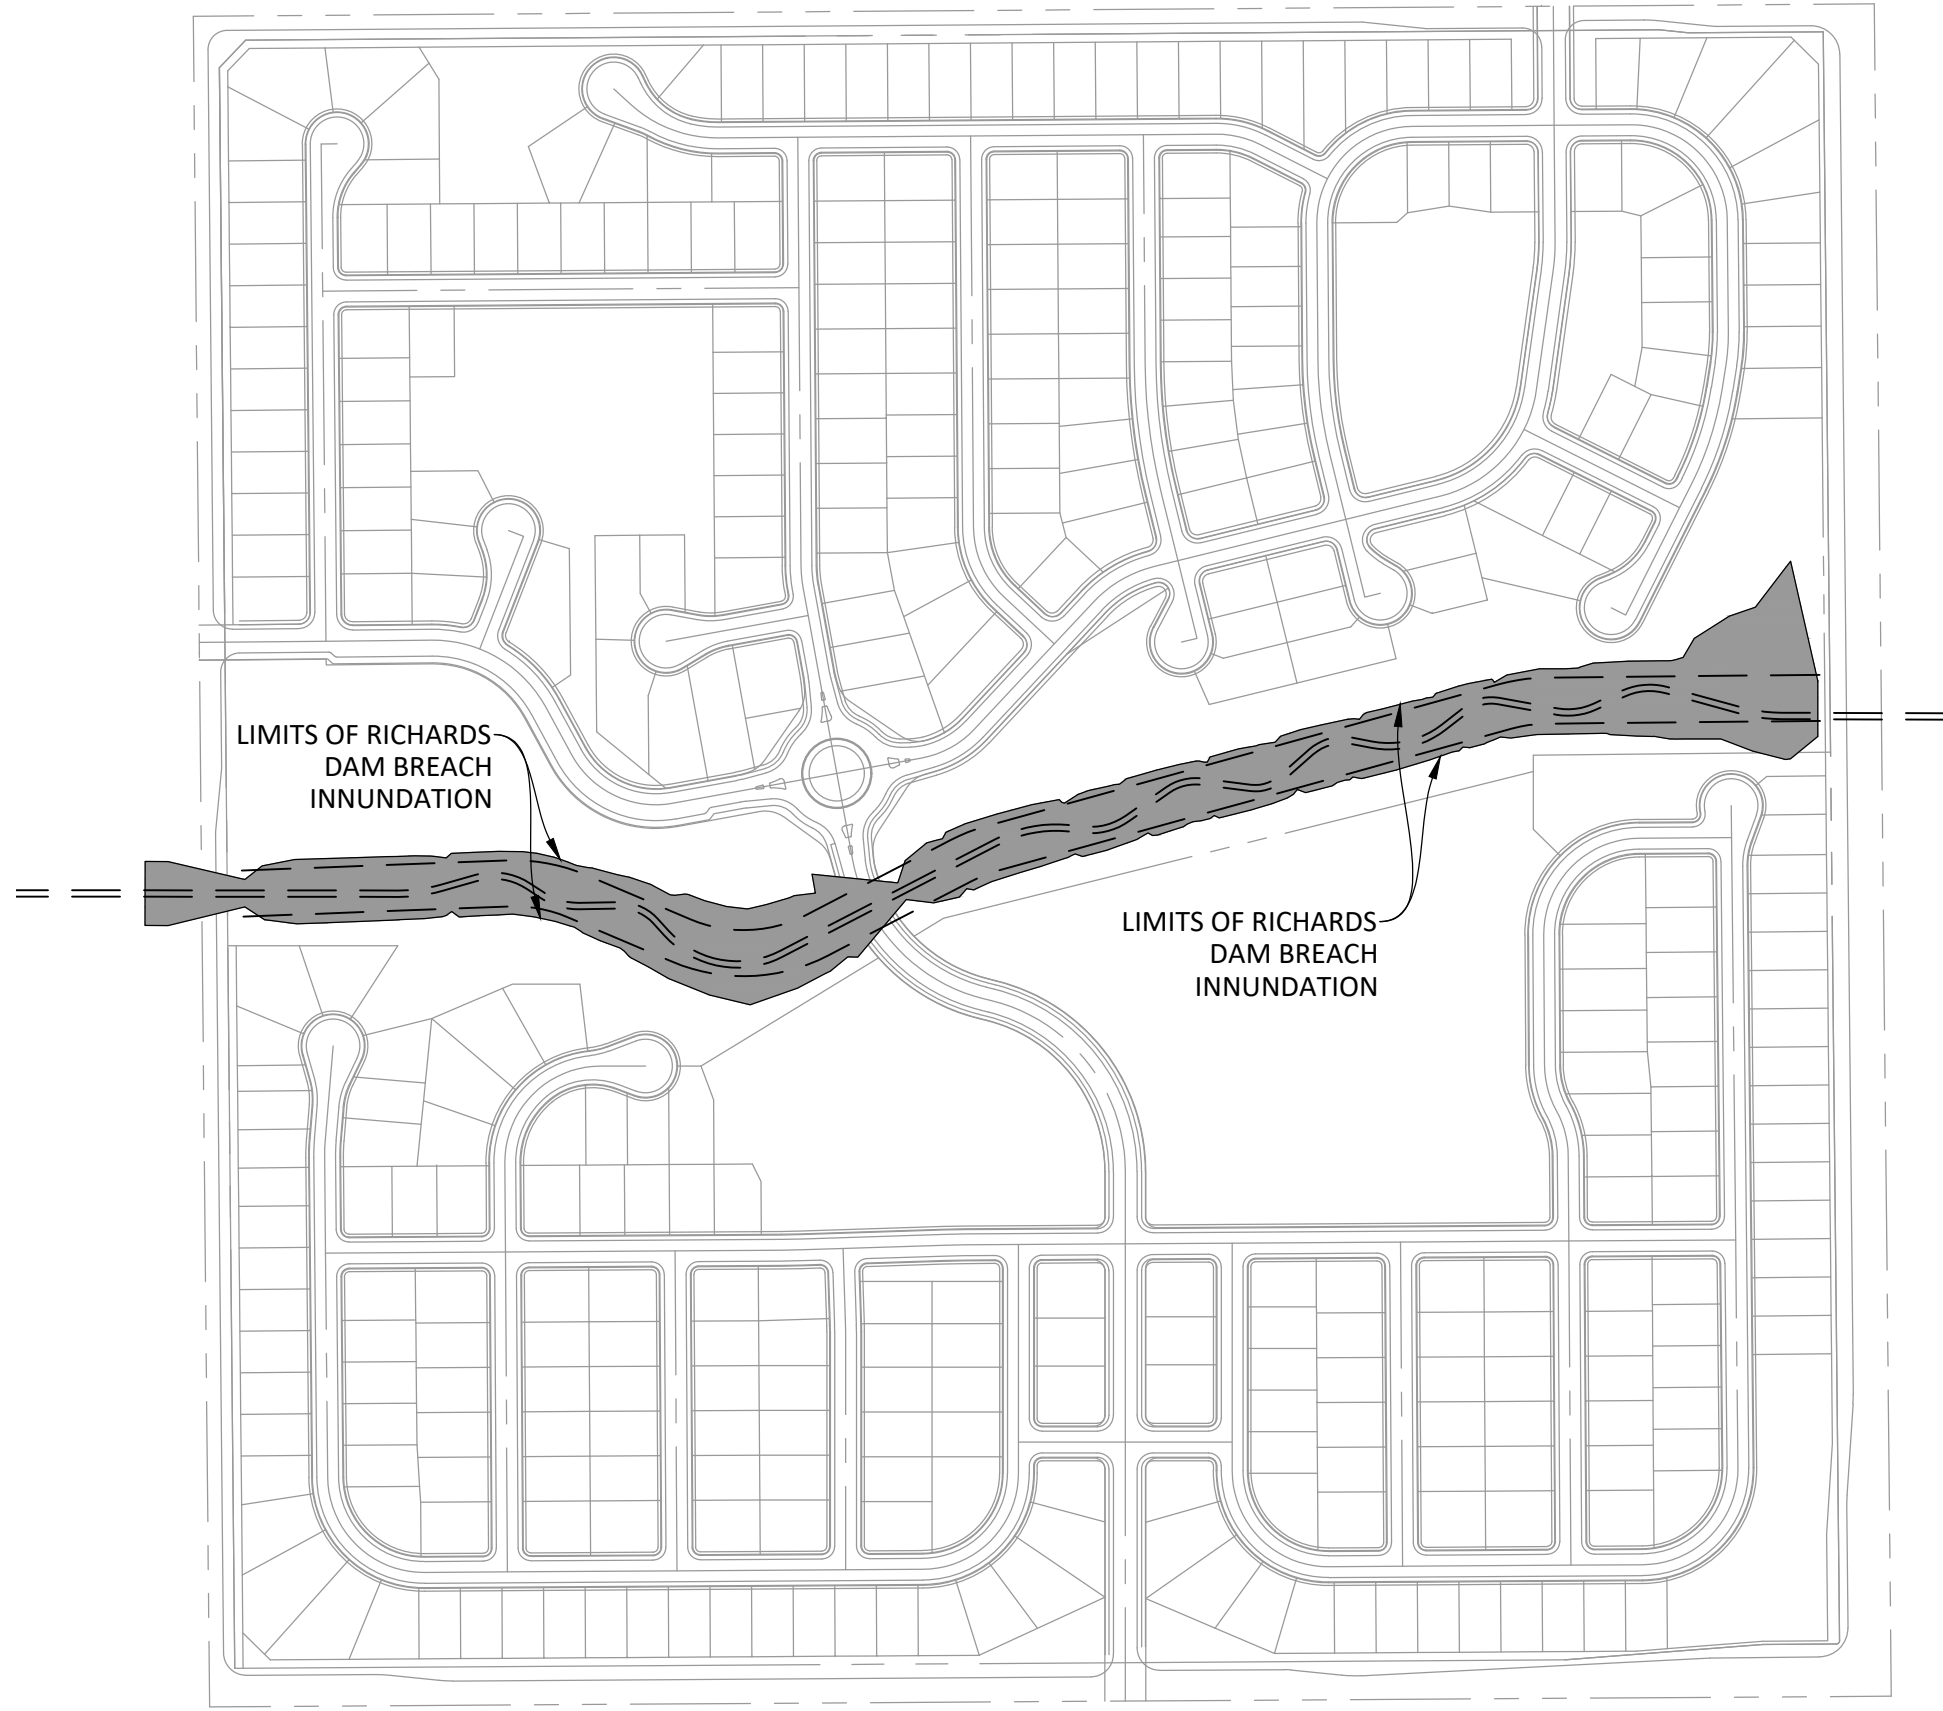 LIMITS OF RICHARDS
DAM BREACH
INNUNDATION
LIMITS OF RICHARDS
DAM BREACH
INNUNDATION